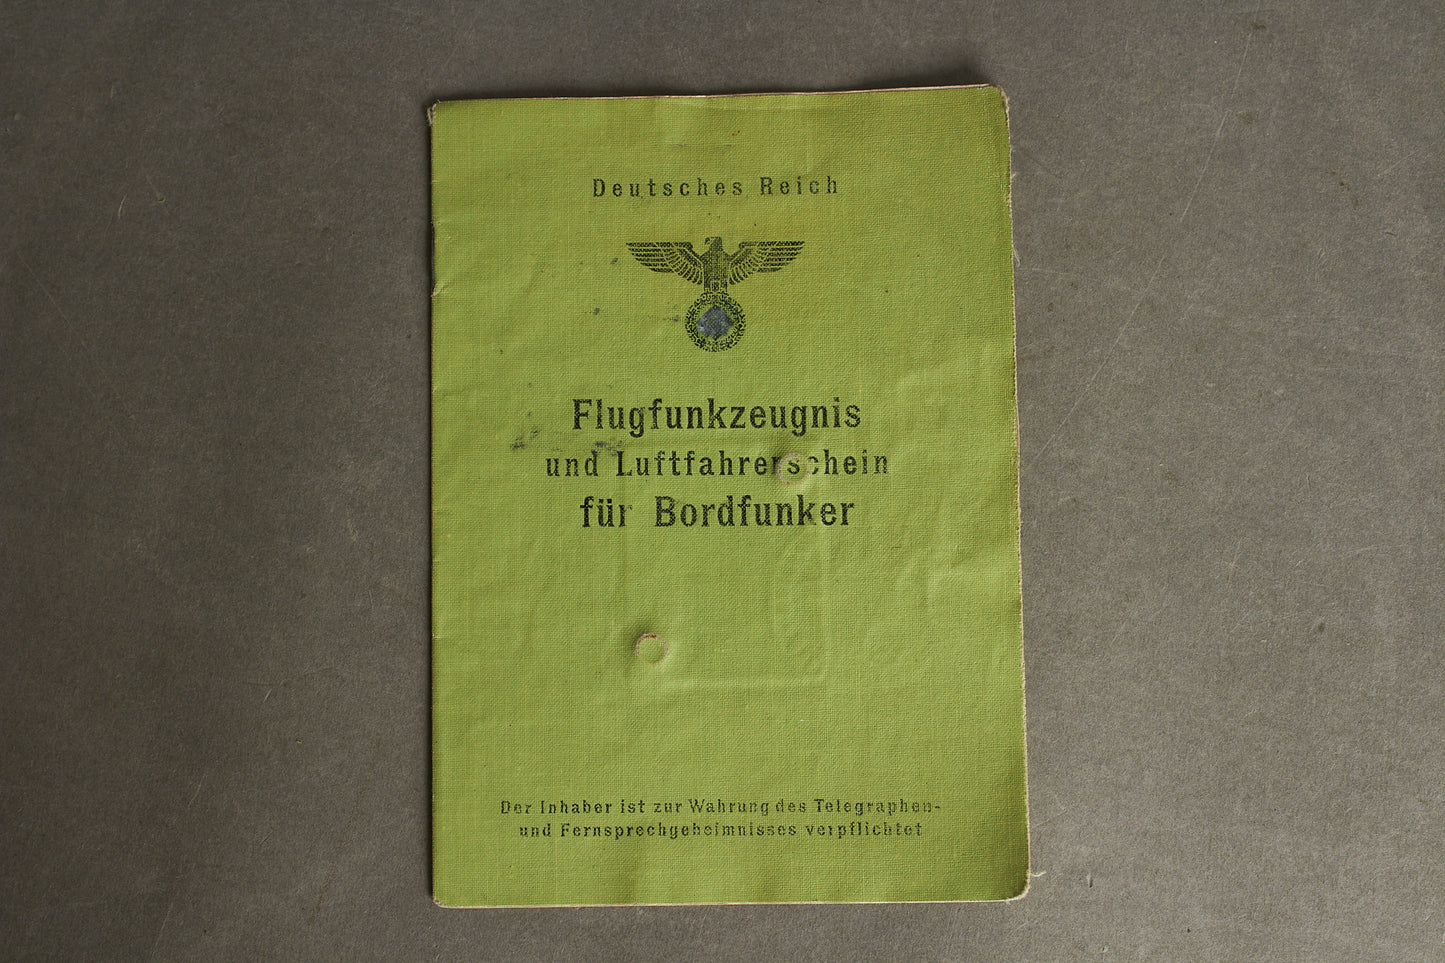 Deutsches Reich
Flugfunkzeugnis
und Luftfahrerschein
für Bordfunker
Der Inhaber ist zur Wahrung des Telegraphen-
und Fernsprechgeheimnisses verpflichtet